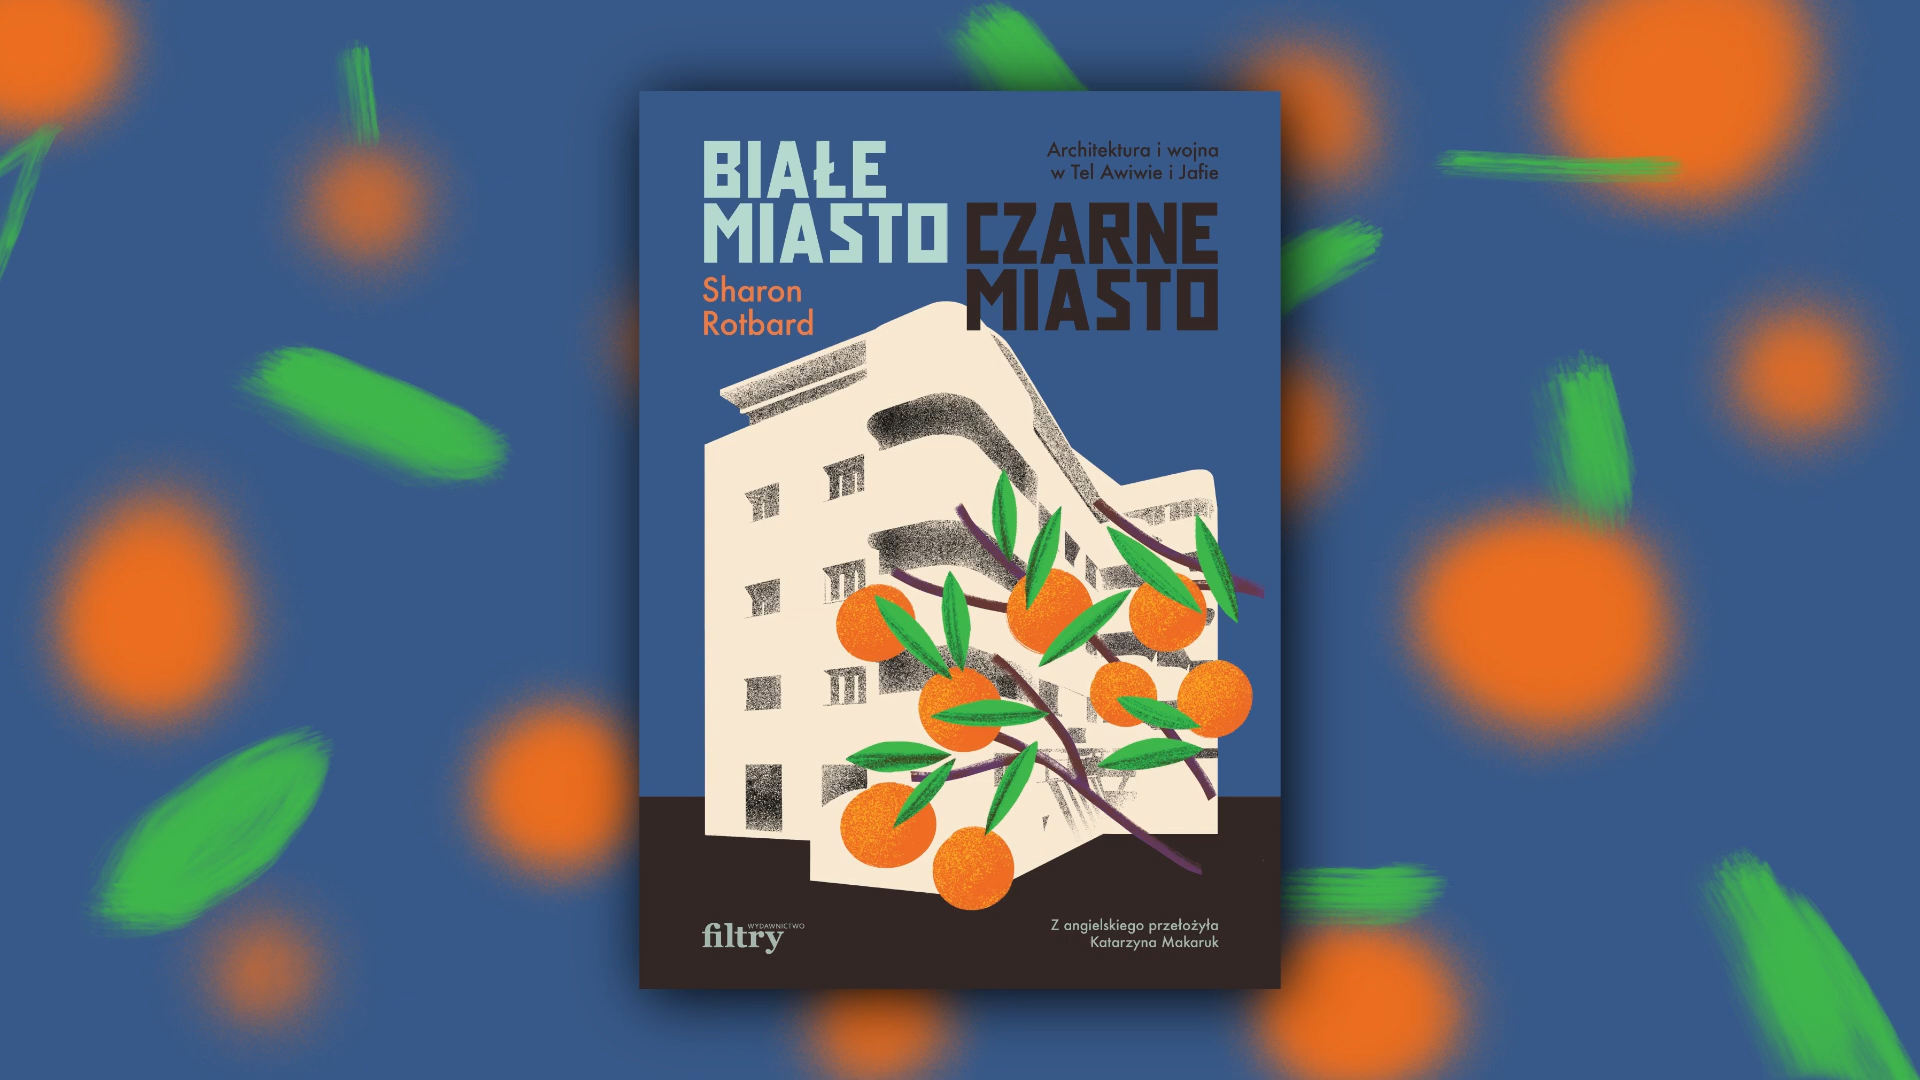 BIAŁE
MIASTO
Architektura i wojna
w Tel Awiwie i Jafie
CZARNE
MIASTO
Sharon
Rotbard
WYDAWNICTWO
filtry
Z angielskiego przełożyła
Katarzyna Makaruk